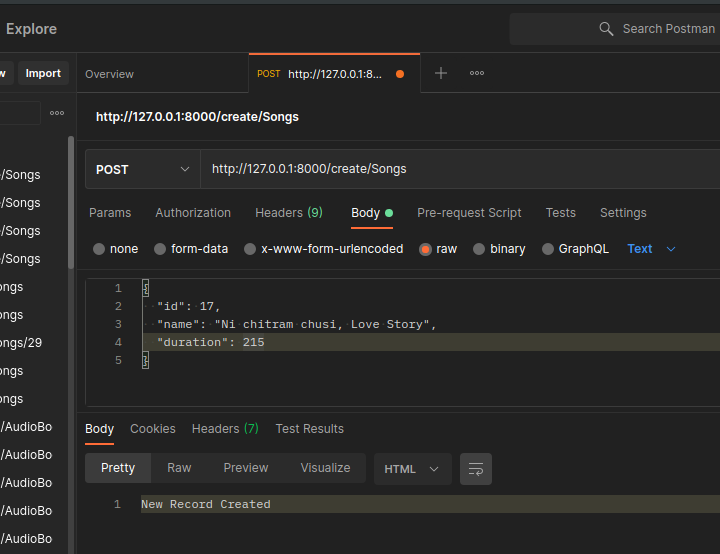 Explore
Search Postman
w Import
Overview
POST http://127.0.0.1:8...
http://127.0.0.1:8000/create/Songs
POST http://127.0.0.1:8000/create/Songs
Params Authorization Headers (9) Body Pre-request Script Tests Settings
none form-data x-www-form-urlencoded raw binary GraphQL Text
1 {
2 "id": 17,
3 "name": "Ni chitram chusi, Love Story",
4 "duration": 215
5 }
Body Cookies Headers (7) Test Results
Pretty Raw Preview Visualize HTML
1 New Record Created
/Songs
/Songs
/Songs
/Songs
ongs
ongs
ongs/29
ongs
ongs
/AudioBo
/AudioBo
/AudioBo
/AudioBo
/AudioBo